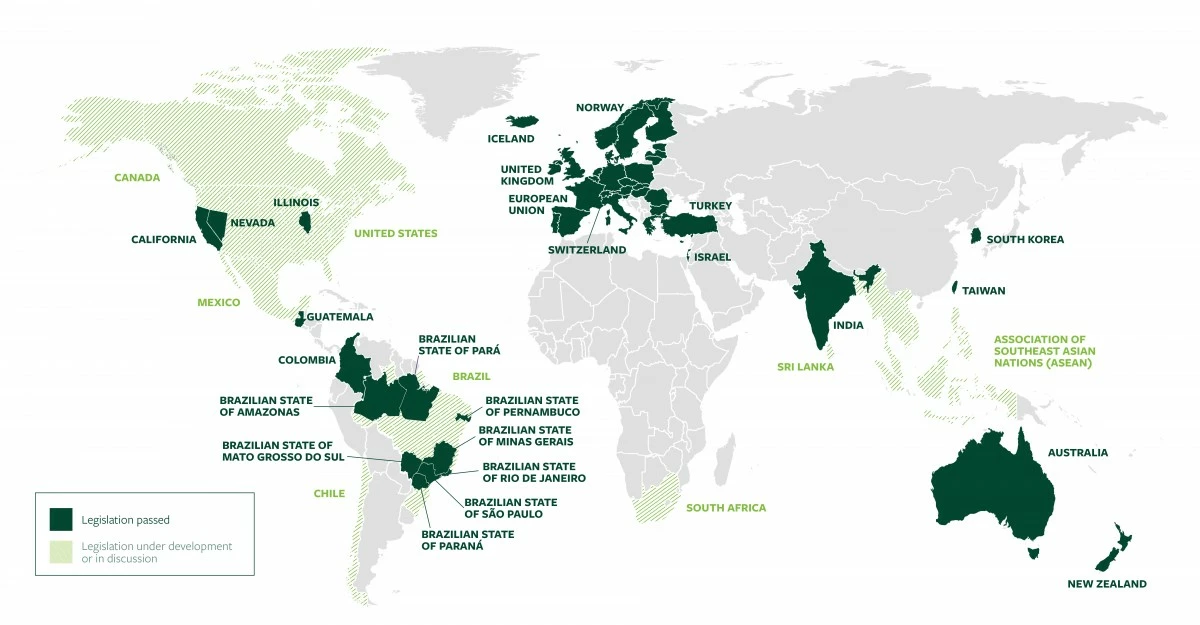 NORWAY
ICELAND
UNITED
KINGDOM
EUROPEAN
UNION
SWITZERLAND
TURKEY
ISRAEL
CANADA
ILLINOIS
NEVADA
CALIFORNIA
UNITED STATES
MEXICO
GUATEMALA
COLOMBIA
BRAZILIAN
STATE OF PARÁ
BRAZIL
BRAZILIAN STATE
OF AMAZONAS
BRAZILIAN STATE
OF PERNAMBUCO
BRAZILIAN STATE
OF MINAS GERAIS
BRAZILIAN STATE OF
MATO GROSSO DO SUL
BRAZILIAN STATE
OF RIO DE JANEIRO
CHILE
BRAZILIAN STATE
OF SÃO PAULO
BRAZILIAN STATE
OF PARANÁ
SOUTH AFRICA
SOUTH KOREA
TAIWAN
INDIA
SRI LANKA
ASSOCIATION OF
SOUTHEAST ASIAN
NATIONS (ASEAN)
AUSTRALIA
NEW ZEALAND
Legislation passed
Legislation under development
or in discussion